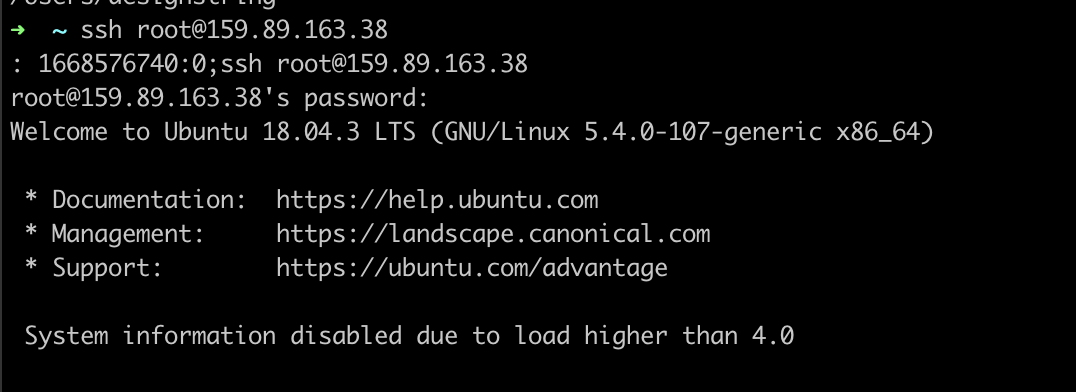 /Users/designstring
➜ ~ ssh root@159.89.163.38
: 1668576740:0;ssh root@159.89.163.38
root@159.89.163.38's password:
Welcome to Ubuntu 18.04.3 LTS (GNU/Linux 5.4.0-107-generic x86_64)
* Documentation: https://help.ubuntu.com
* Management: https://landscape.canonical.com
* Support: https://ubuntu.com/advantage
System information disabled due to load higher than 4.0